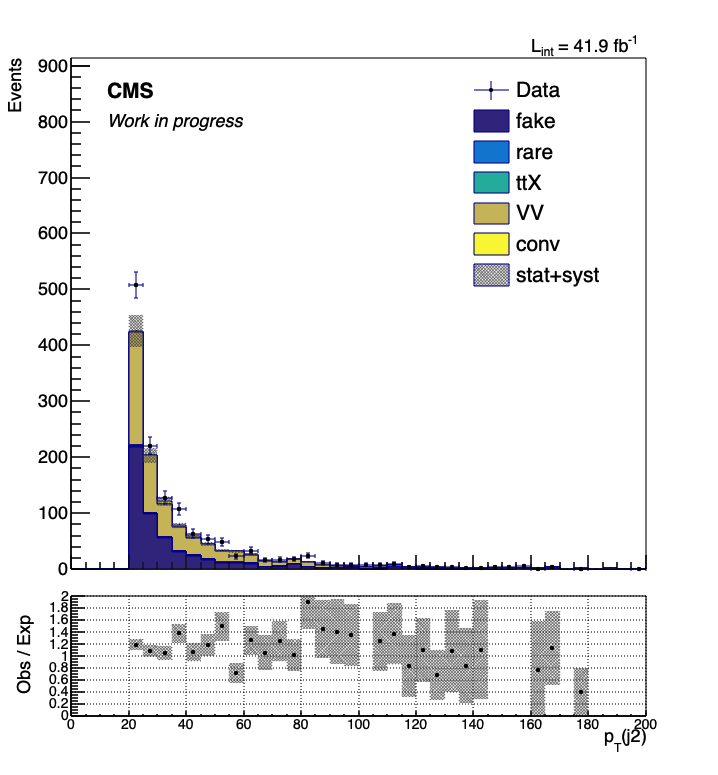 L_int = 41.9 fb^-1
Events
900
800
700
600
500
400
300
200
100
0
CMS
Work in progress
Data
fake
rare
ttX
VV
conv
stat+syst
Obs / Exp
2
1.8
1.6
1.4
1.2
1
0.8
0.6
0.4
0.2
0
0 20 40 60 80 100 120 140 160 180 200
p_T(j2)